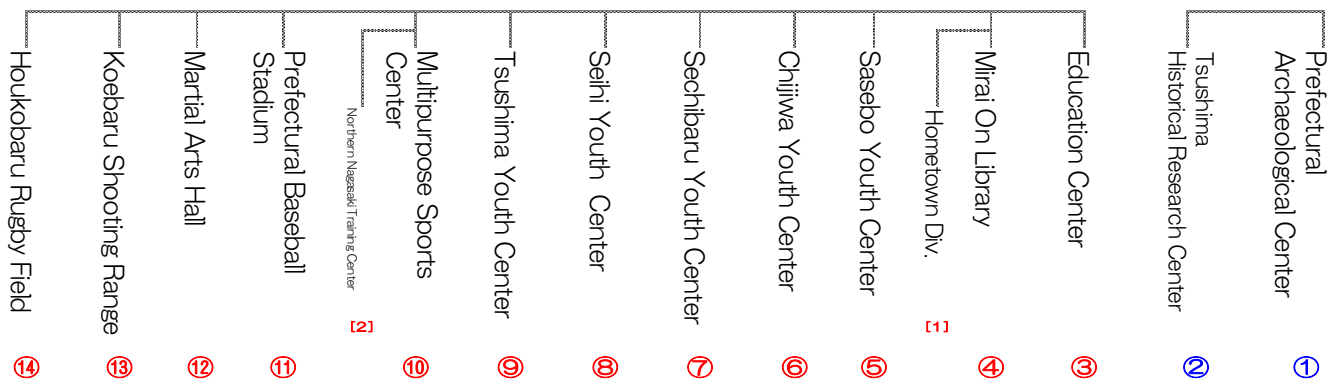 Prefectural
Archaeological Center
①
Tsushima
Historical Research Center
②
Education Center
③
Mirai On Library
④
Hometown Div.
[1]
Sasebo Youth Center
⑤
Chijiwa Youth Center
⑥
Sechibaru Youth Center
⑦
Seihi Youth Center
⑧
Tsushima Youth Center
⑨
Multipurpose Sports
Center
⑩
Northern Nagasaki Training Center
[2]
Prefectural Baseball
Stadium
⑪
Martial Arts Hall
⑫
Koebaru Shooting Range
⑬
Houkobaru Rugby Field
⑭